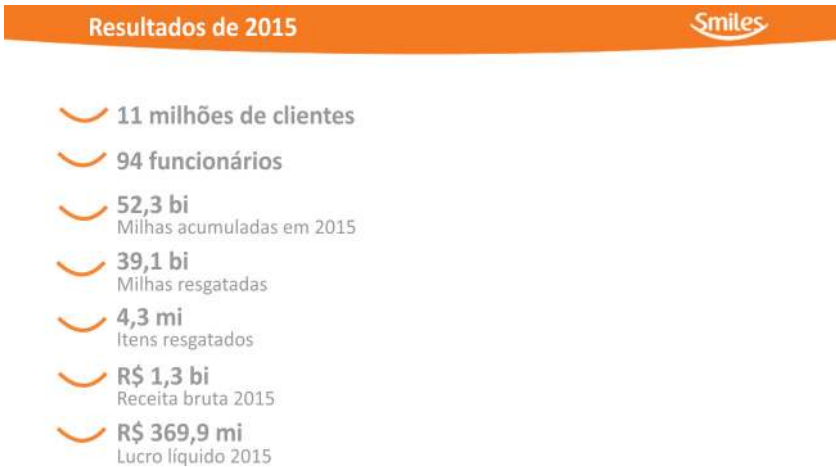 Resultados de 2015
Smiles
11 milhões de clientes
94 funcionários
52,3 bi
Milhas acumuladas em 2015
39,1 bi
Milhas resgatadas
4,3 mi
Itens resgatados
R$ 1,3 bi
Receita bruta 2015
R$ 369,9 mi
Lucro líquido 2015